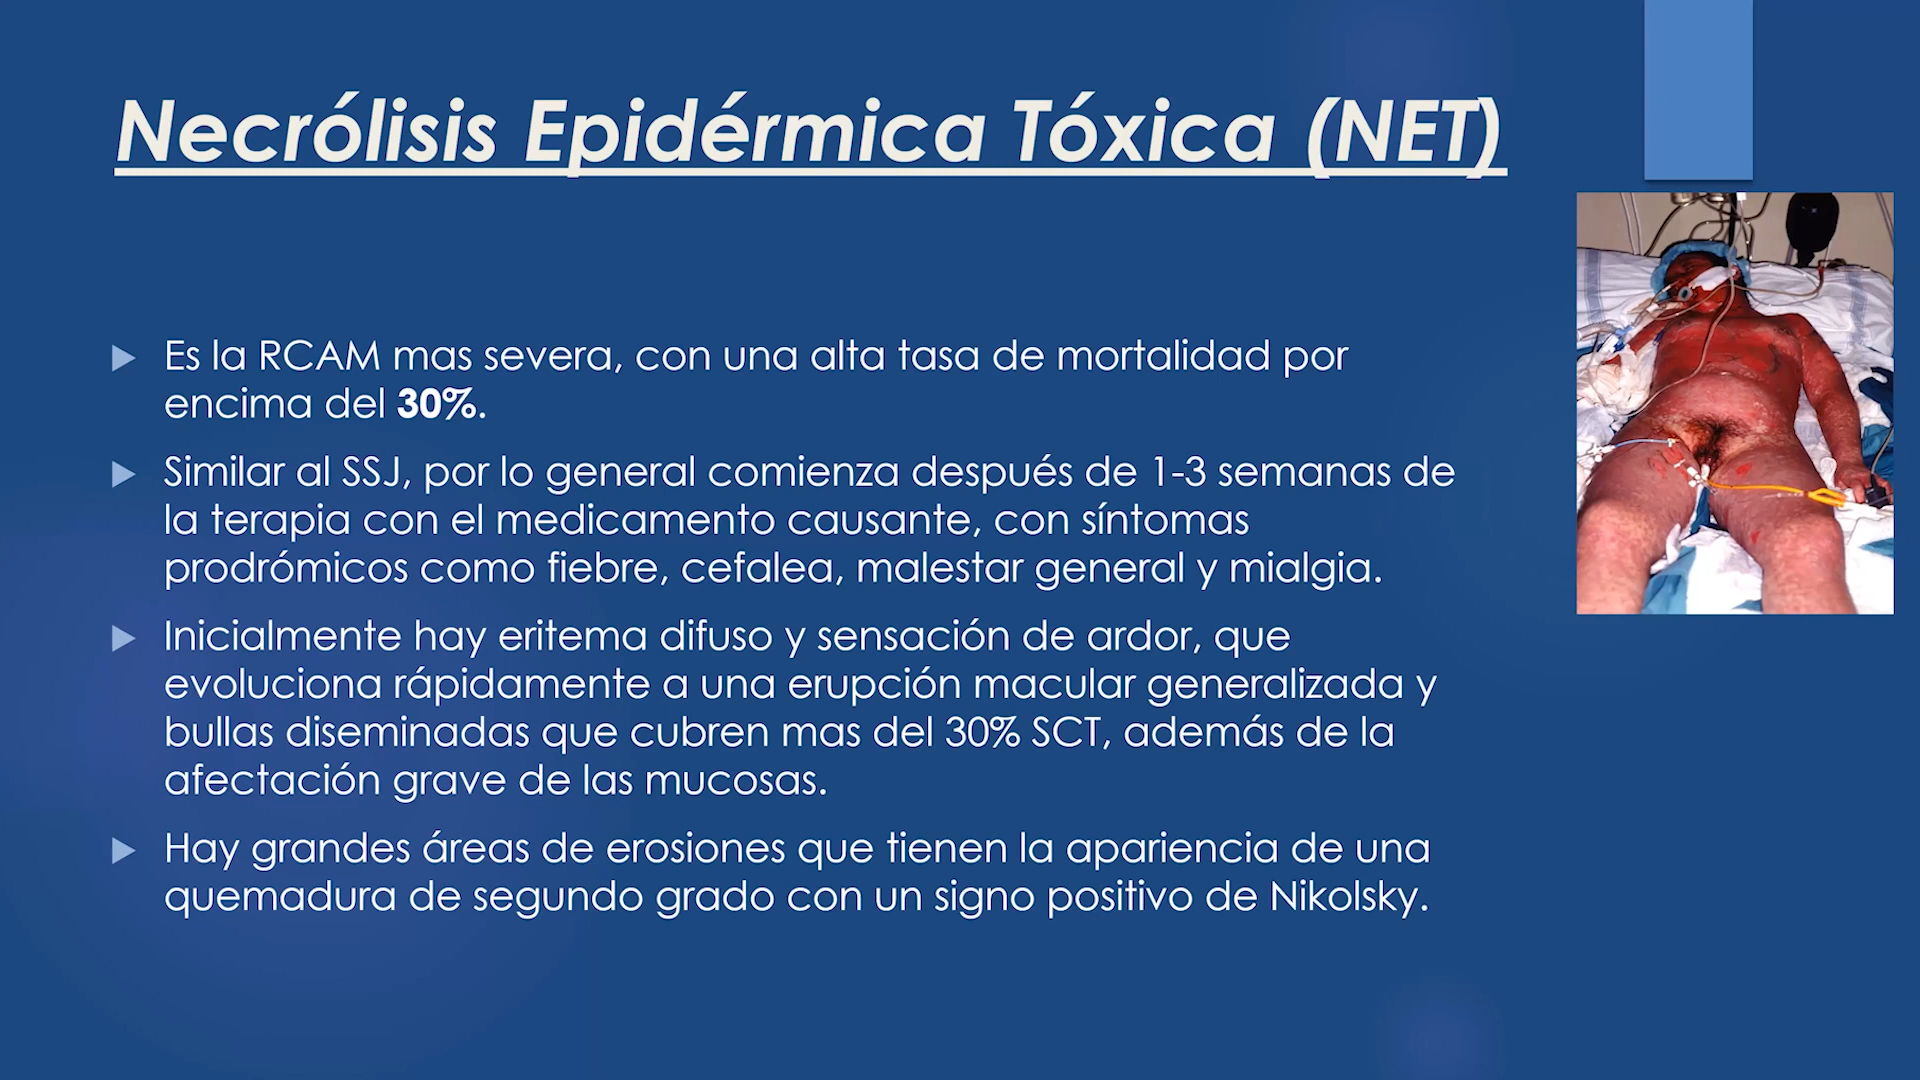 Necrólisis Epidérmica Tóxica (NET)
Es la RCAM mas severa, con una alta tasa de mortalidad por
encima del 30%.
Similar al SSJ, por lo general comienza después de 1-3 semanas de
la terapia con el medicamento causante, con síntomas
prodrómicos como fiebre, cefalea, malestar general y mialgia.
Inicialmente hay eritema difuso y sensación de ardor, que
evoluciona rápidamente a una erupción macular generalizada y
bullas diseminadas que cubren mas del 30% SCT, además de la
afectación grave de las mucosas.
Hay grandes áreas de erosiones que tienen la apariencia de una
quemadura de segundo grado con un signo positivo de Nikolsky.